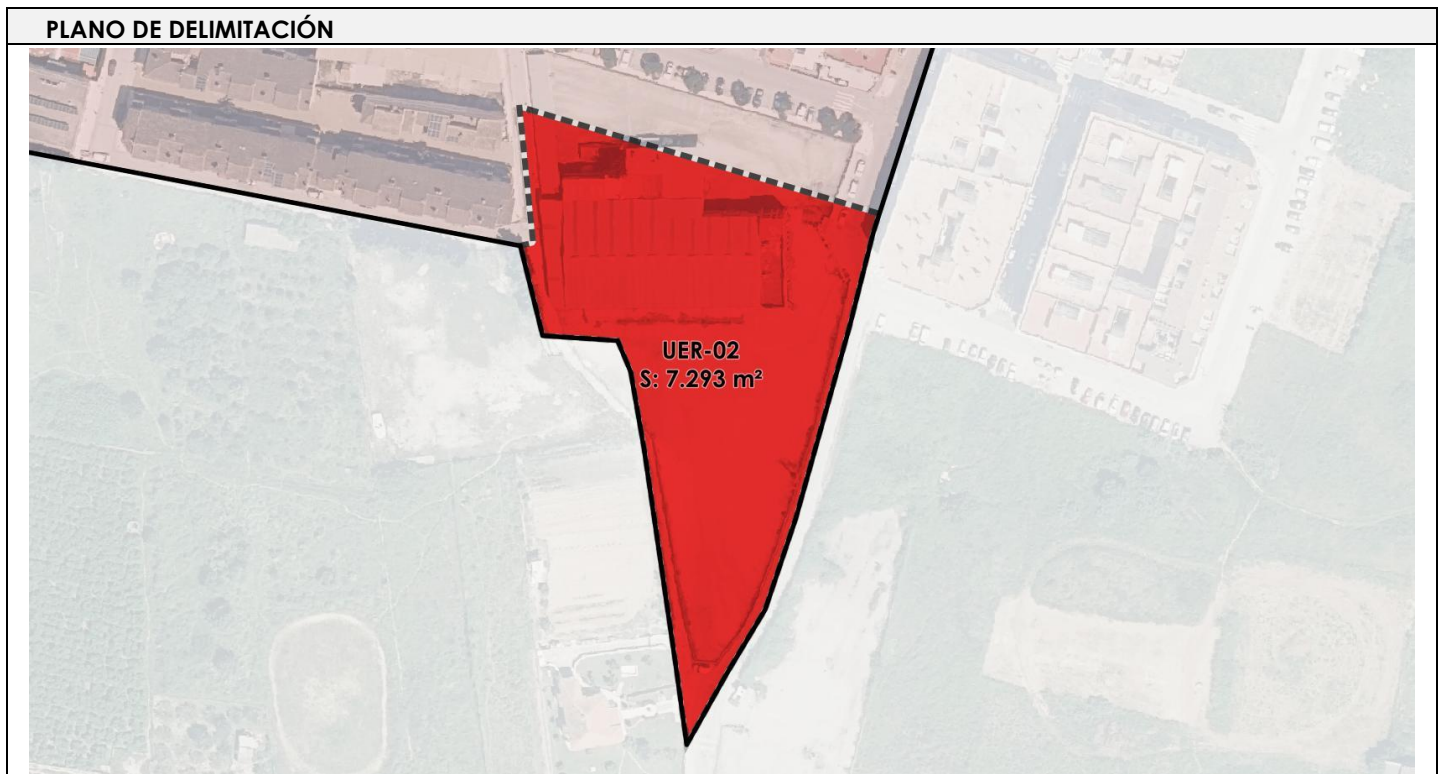 PLANO DE DELIMITACIÓN
UER-02
S: 7.293 m²